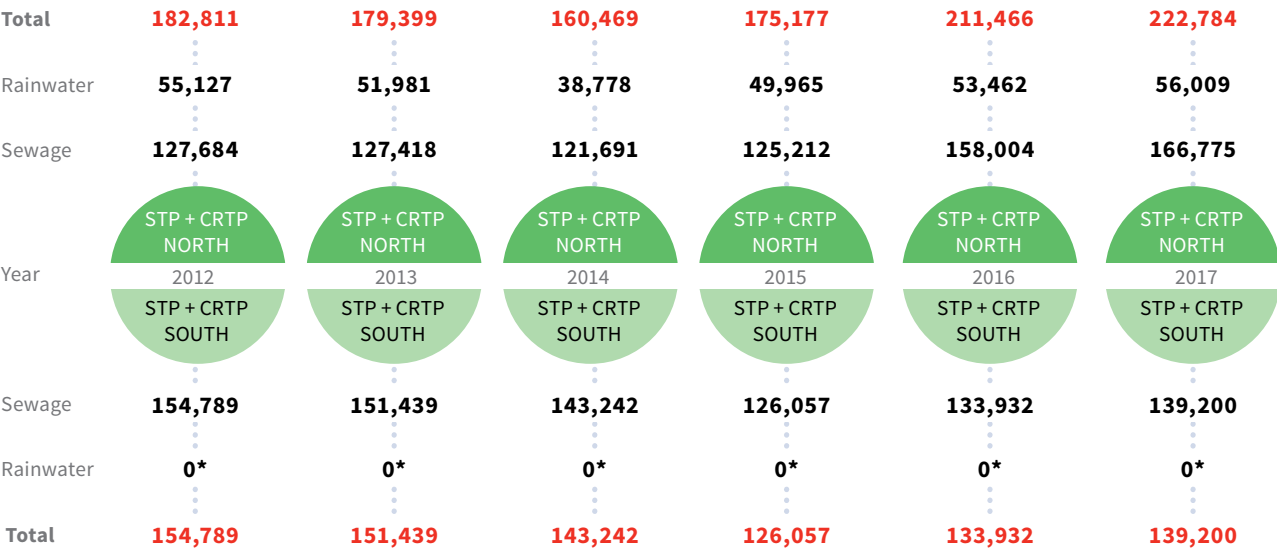 Total 182,811 179,399 160,469 175,177 211,466 222,784
Rainwater 55,127 51,981 38,778 49,965 53,462 56,009
Sewage 127,684 127,418 121,691 125,212 158,004 166,775
STP + CRTP STP + CRTP STP + CRTP STP + CRTP STP + CRTP STP + CRTP
NORTH NORTH NORTH NORTH NORTH NORTH
Year 2012 2013 2014 2015 2016 2017
STP + CRTP STP + CRTP STP + CRTP STP + CRTP STP + CRTP STP + CRTP
SOUTH SOUTH SOUTH SOUTH SOUTH SOUTH
Sewage 154,789 151,439 143,242 126,057 133,932 139,200
Rainwater 0* 0* 0* 0* 0* 0*
Total 154,789 151,439 143,242 126,057 133,932 139,200